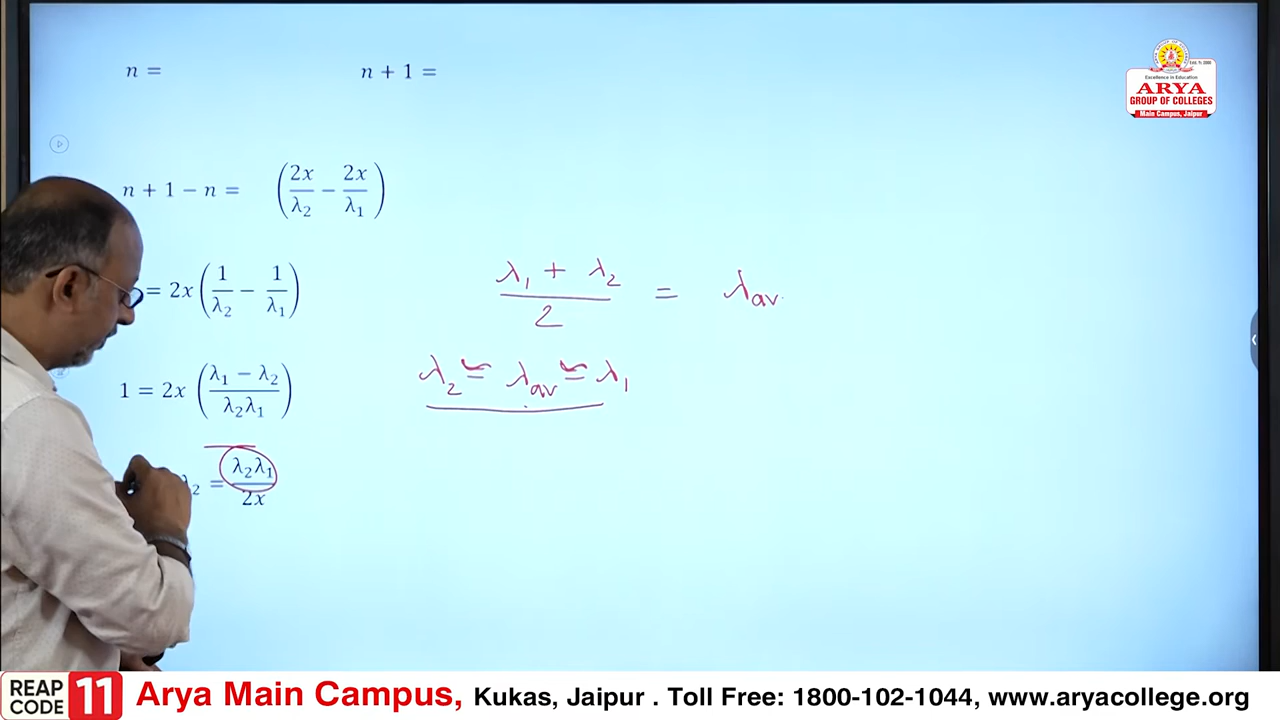 n = n + 1 =
n + 1 − n = (2x/λ₂ − 2x/λ₁)
= 2x(1/λ₂ − 1/λ₁)
1 = 2x (λ₁ − λ₂/λ₂λ₁)
λ₂ = λ₂λ₁/2x
λ₁ + λ₂/2 = λav.
λ₂ ≃ λav ≃ λ₁
Excellence in Education
ARYA
GROUP OF COLLEGES
Main Campus, Jaipur
REAP CODE 11 Arya Main Campus, Kukas, Jaipur . Toll Free: 1800-102-1044, www.aryacollege.org